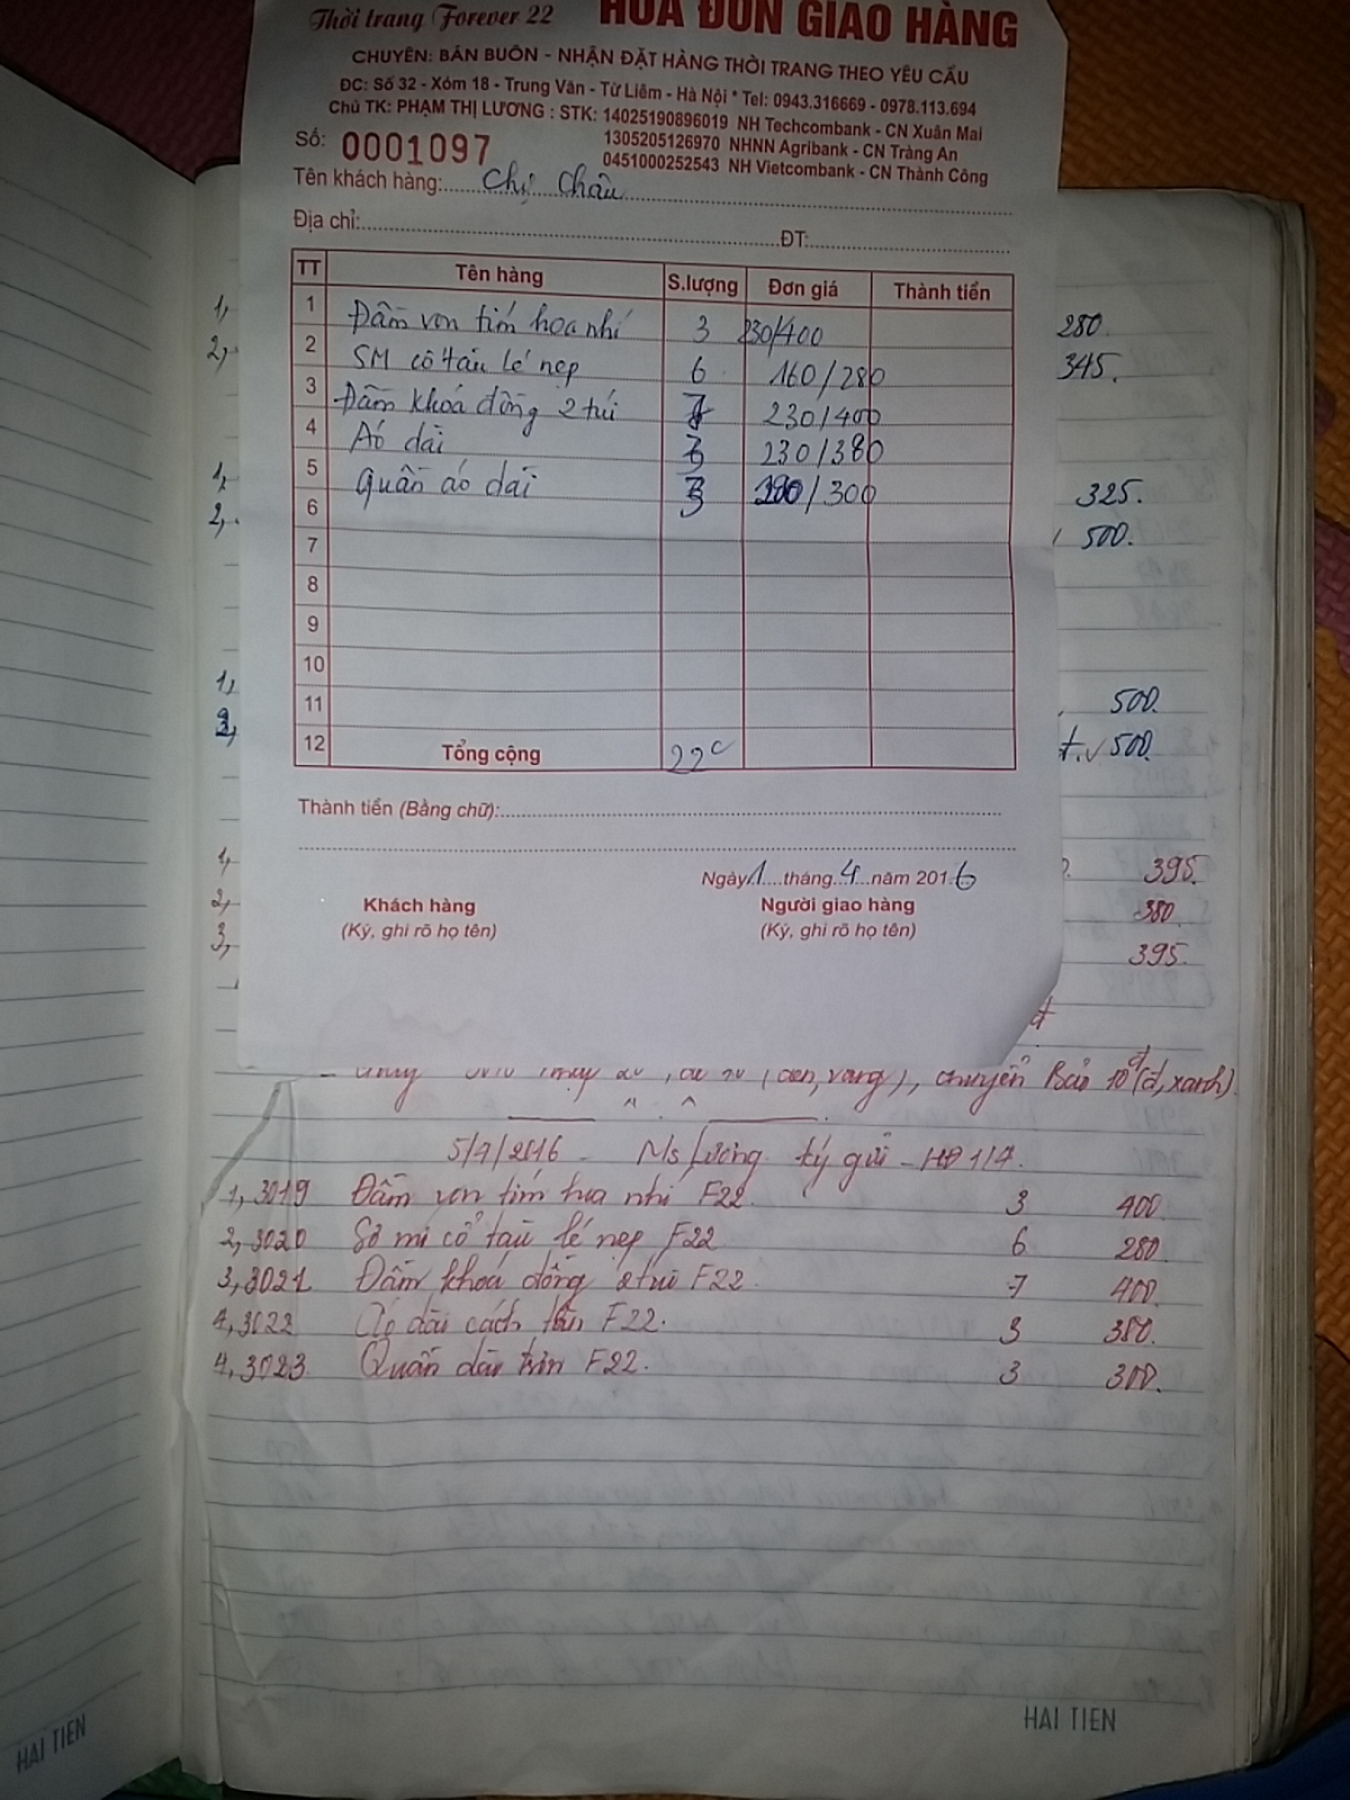 Thời trang Forever 22 HÓA ĐƠN GIAO HÀNG
CHUYÊN: BÁN BUÔN - NHẬN ĐẶT HÀNG THỜI TRANG THEO YÊU CẦU
ĐC: Số 32 - Xóm 18 - Trung Văn - Từ Liêm - Hà Nội * Tel: 0943.316669 - 0978.113.694
Chủ TK: PHẠM THỊ LƯƠNG : STK: 14025190896019 NH Techcombank - CN Xuân Mai
1305205126970 NHNN Agribank - CN Tràng An
Số: 0001097 0451000252543 NH Vietcombank - CN Thành Công
Tên khách hàng: Chị Châu
Địa chỉ: ĐT:
TT Tên hàng S.lượng Đơn giá Thành tiền
1 Đầm von tím hoa nhí 3 230/400
2 SM cổ tàu lé nẹp 6 160/280
3 Đầm khoá đồng 2 túi 7 230/400
4 Áo dài 3 230/380
5 Quần áo dài 3 /300
6
7
8
9
10
11
12 Tổng cộng 22c
Thành tiền (Bằng chữ):
Ngày 1 tháng 4 năm 2016
Khách hàng Người giao hàng
(Ký, ghi rõ họ tên) (Ký, ghi rõ họ tên)
1, 280.
2, 345.
1, 325.
2, 500.
1, 500.
500.
1, 395.
2, 380
3, 395.
vàng), chuyển Bảo 10 (đ, xanh)
5/4/2016 - Ms Lương ký gửi - HĐ 1/4.
1, 3019 Đầm von tím hoa nhí F22 3 400.
2, 3020 Sơ mi cổ tàu lé nẹp F22 6 280
3, 3021 Đầm khoá đồng 2 túi F22. 7 400.
4, 3022 Áo dài cách tân F22. 3 380.
4, 3023. Quần dài trơn F22. 3 300.
HAI TIEN
HAI TIEN